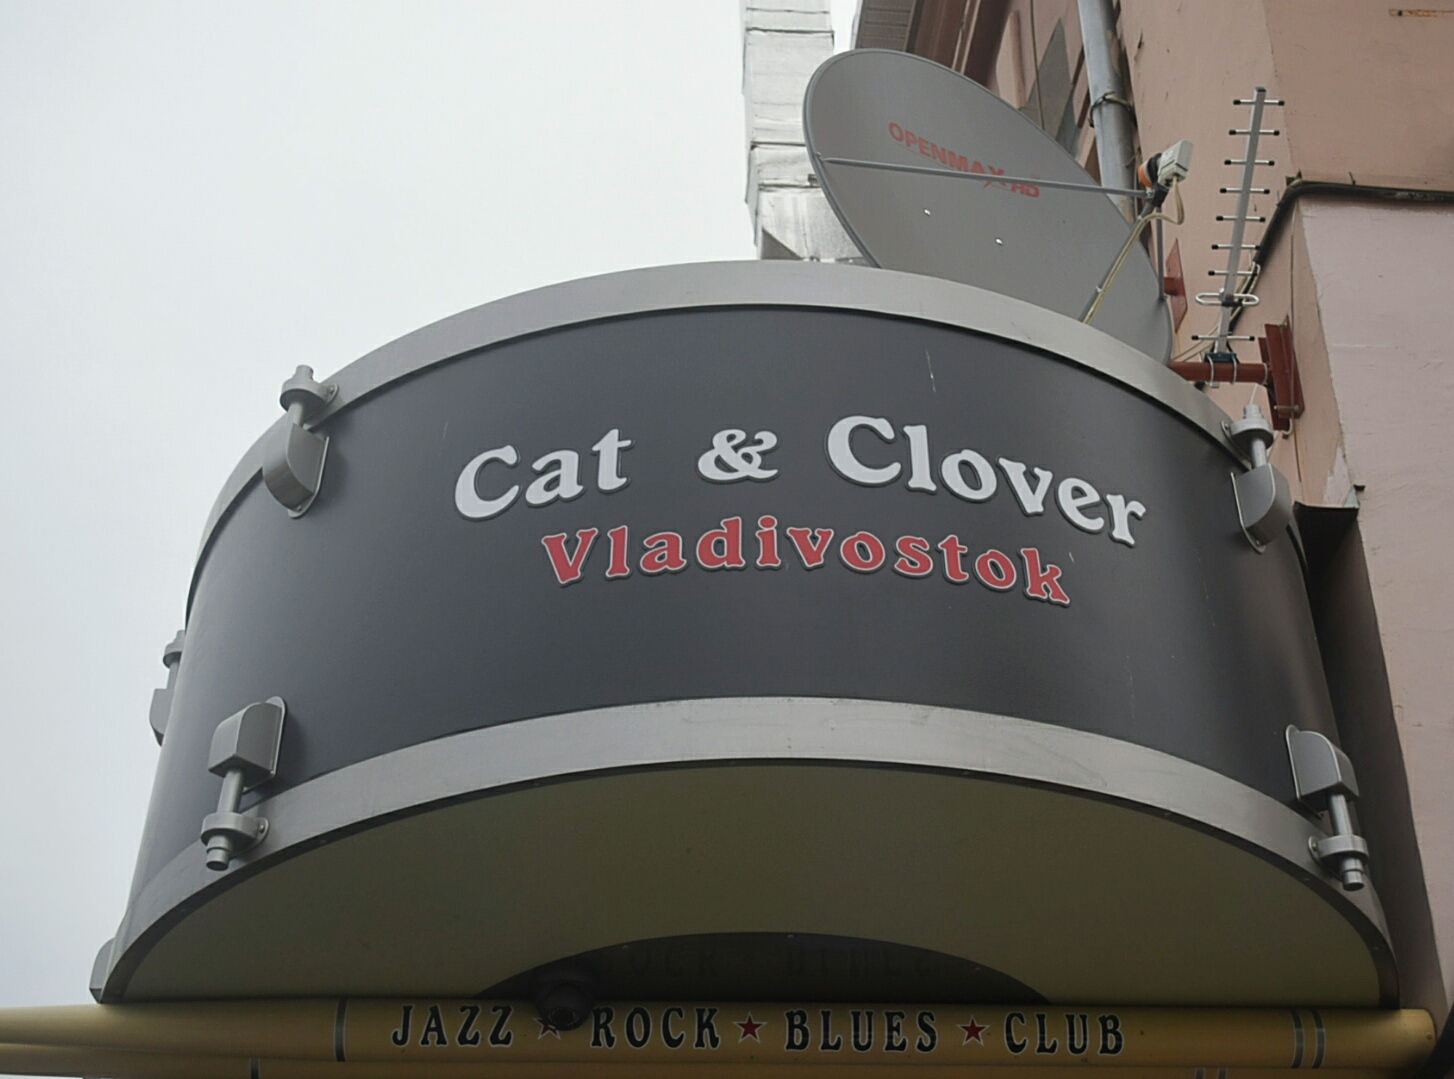 OPENMAX HD
Cat & Clover
Vladivostok
JAZZ ★ ROCK ★ BLUES ★ CLUB